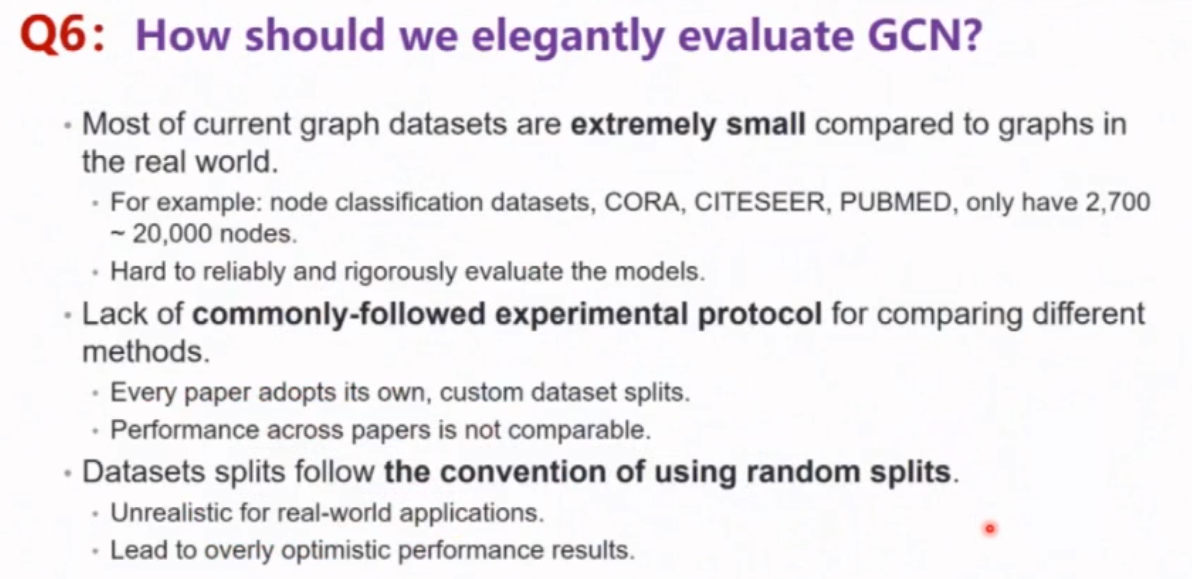 Q6: How should we elegantly evaluate GCN?
• Most of current graph datasets are extremely small compared to graphs in
the real world.
• For example: node classification datasets, CORA, CITESEER, PUBMED, only have 2,700
~ 20,000 nodes.
• Hard to reliably and rigorously evaluate the models.
• Lack of commonly-followed experimental protocol for comparing different
methods.
• Every paper adopts its own, custom dataset splits.
• Performance across papers is not comparable.
• Datasets splits follow the convention of using random splits.
• Unrealistic for real-world applications.
• Lead to overly optimistic performance results.